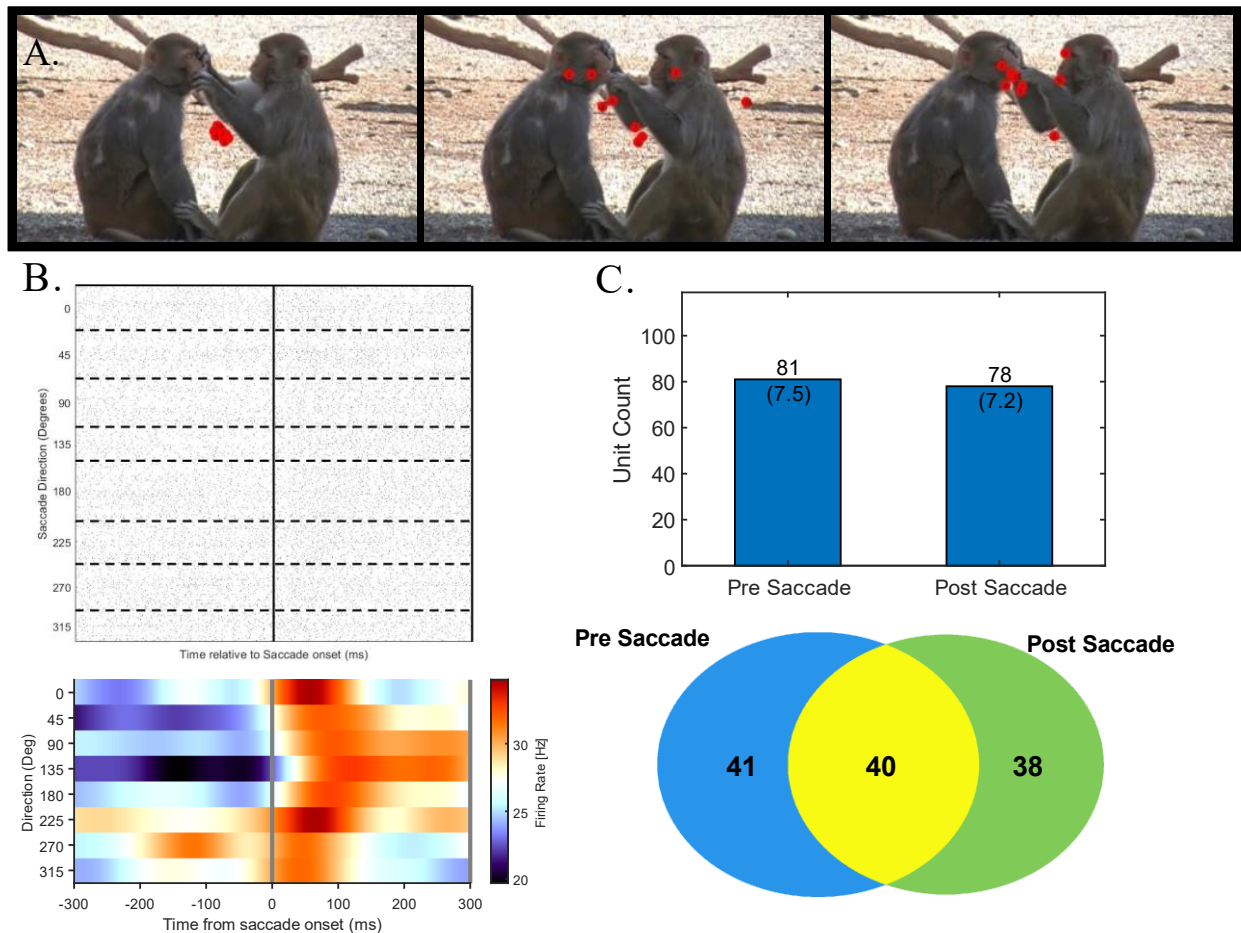 A.
B.
0
45
90
135
180
225
270
315
Saccade Direction (Degrees)
Time relative to Saccade onset (ms)
0
45
90
135
180
225
270
315
Direction (Deg)
-300 -200 -100 0 100 200 300
Time from saccade onset (ms)
30
25
20
Firing Rate [Hz]
C.
100
80
60
40
20
0
Unit Count
81
(7.5)
78
(7.2)
Pre Saccade Post Saccade
Pre Saccade
Post Saccade
41 40 38